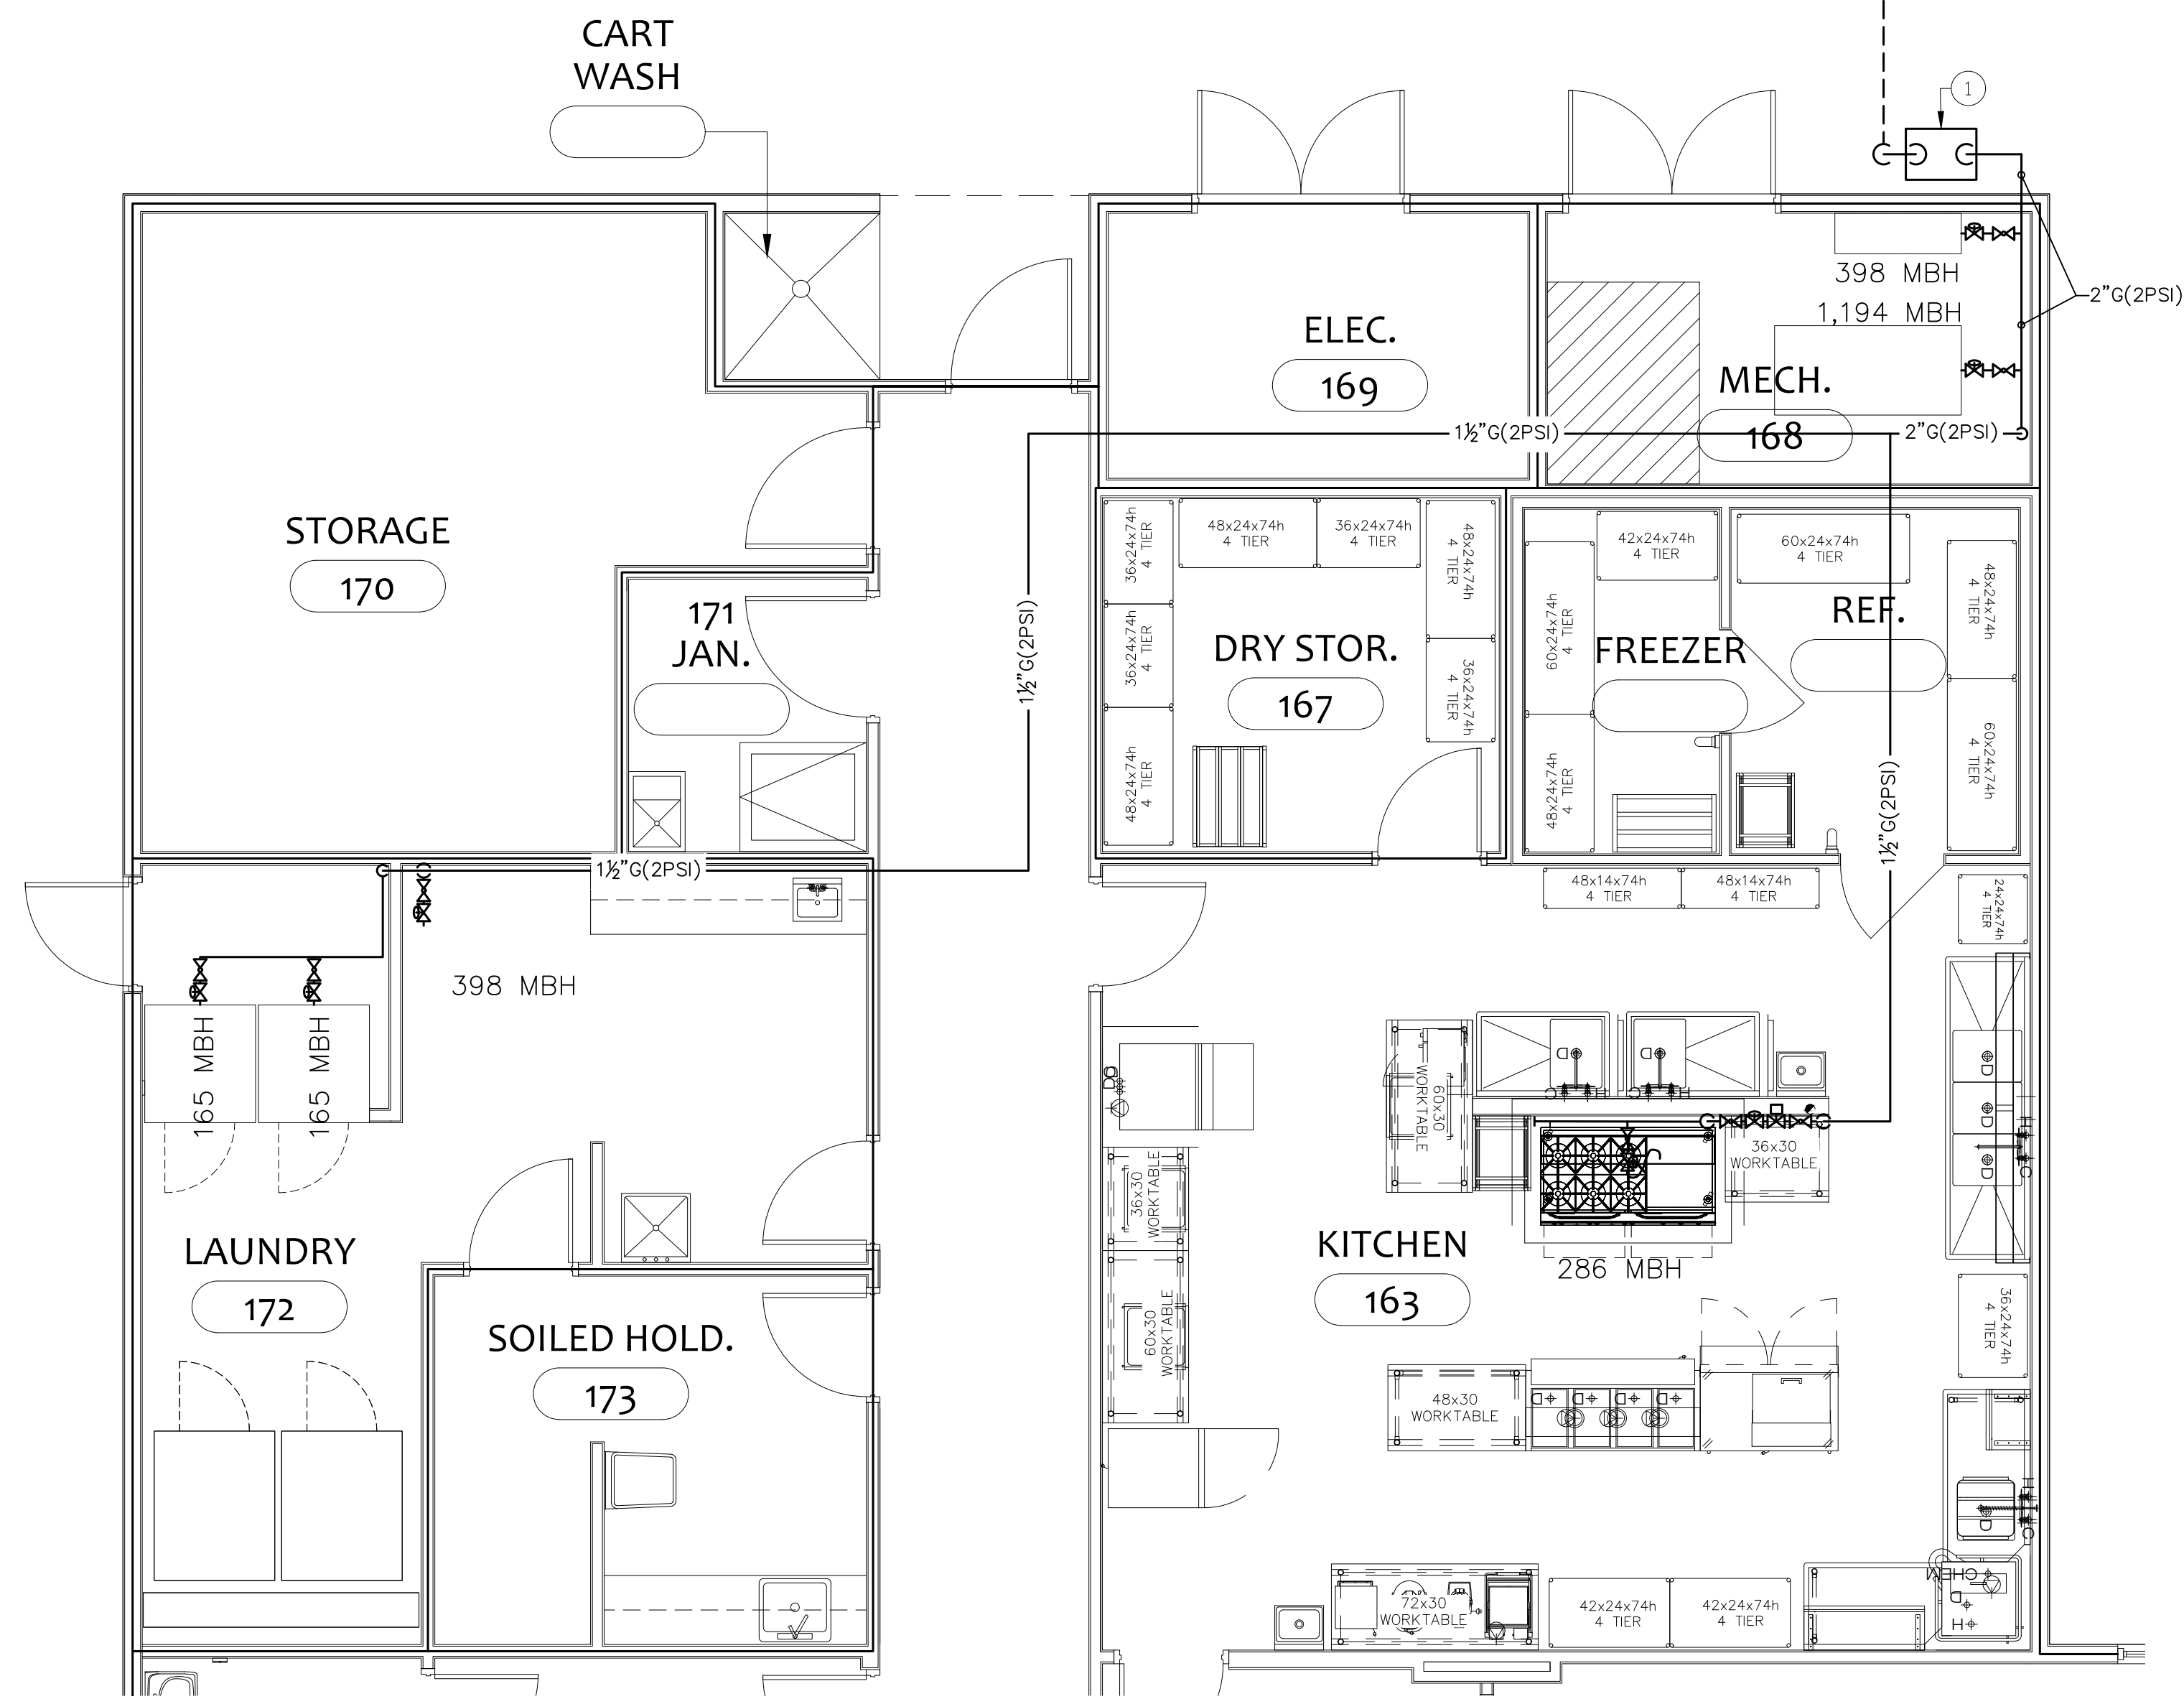 CART
WASH
1
398 MBH
1,194 MBH
2"G(2PSI)
ELEC.
169
MECH.
168
1½"G(2PSI)
2"G(2PSI)
STORAGE
170
171
JAN.
1½"G(2PSI)
36x24x74h
4 TIER
48x24x74h
4 TIER
36x24x74h
4 TIER
48x24x74h
4 TIER
36x24x74h
4 TIER
48x24x74h
4 TIER
36x24x74h
4 TIER
DRY STOR.
167
42x24x74h
4 TIER
60x24x74h
4 TIER
60x24x74h
4 TIER
48x24x74h
4 TIER
48x24x74h
4 TIER
60x24x74h
4 TIER
FREEZER
REF.
1½"G(2PSI)
1½"G(2PSI)
48x14x74h
4 TIER
48x14x74h
4 TIER
24x24x74h
4 TIER
398 MBH
165 MBH
165 MBH
60x30
WORKTABLE
36x30
WORKTABLE
36x30
WORKTABLE
60x30
WORKTABLE
286 MBH
KITCHEN
163
LAUNDRY
172
SOILED HOLD.
173
36x24x74h
4 TIER
48x30
WORKTABLE
72x30
WORKTABLE
42x24x74h
4 TIER
42x24x74h
4 TIER
CHEM
D
H